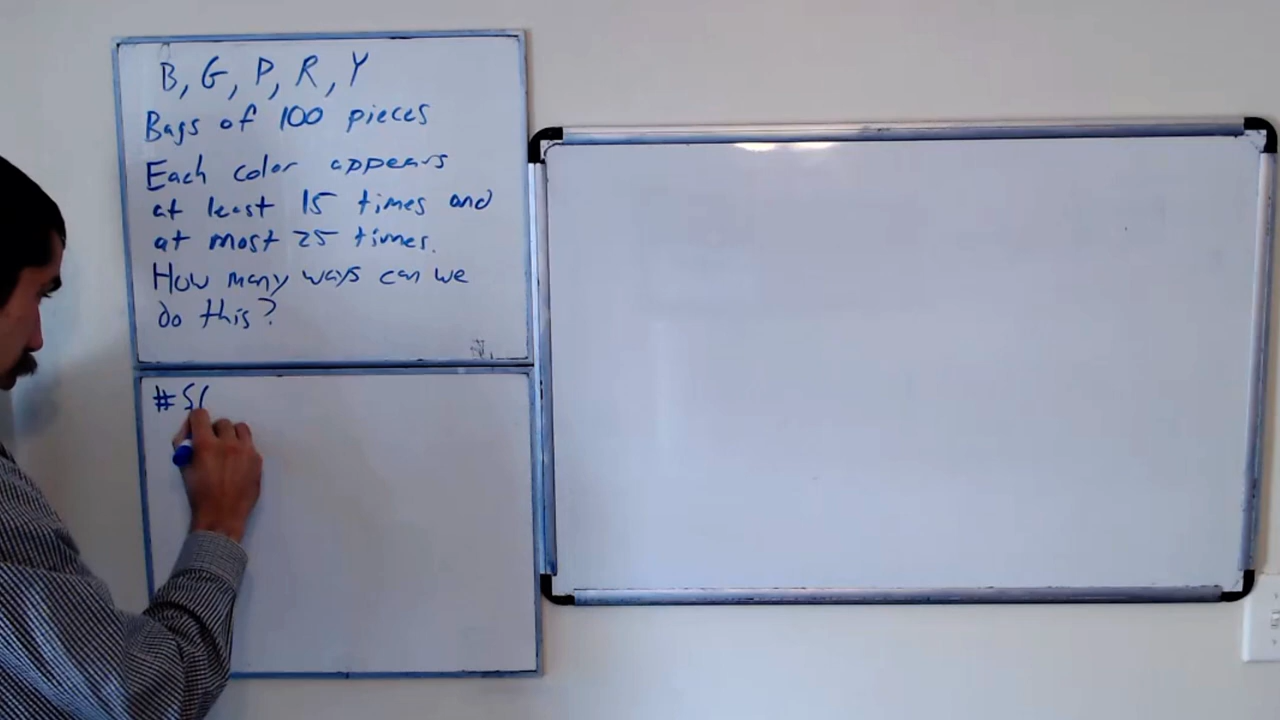 B, G, P, R, Y
Bags of 100 pieces
Each color appears
at least 15 times and
at most 25 times.
How many ways can we
do this?
#S(